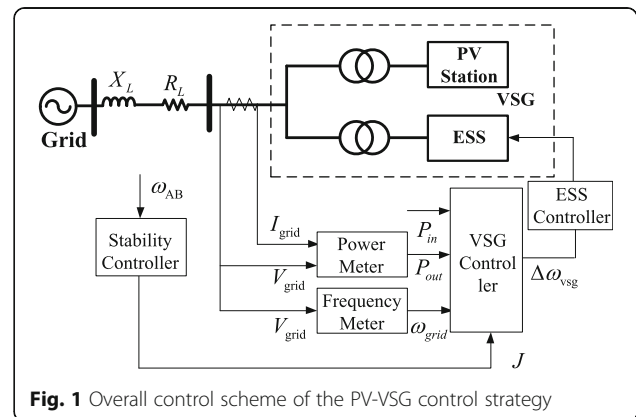 X_L
R_L
Grid
PV
Station
VSG
ESS
ω_AB
Stability
Controller
I_grid
V_grid
V_grid
Power
Meter
Frequency
Meter
P_in
P_out
ω_grid
VSG
Control
ler
ESS
Controller
Δω_vsg
J
Fig. 1 Overall control scheme of the PV-VSG control strategy